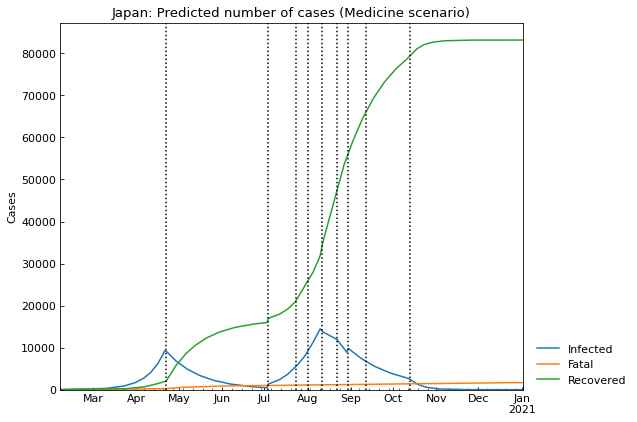 Japan: Predicted number of cases (Medicine scenario)
80000
70000
60000
50000
40000
30000
20000
10000
0
Cases
Mar Apr May Jun Jul Aug Sep Oct Nov Dec Jan
2021
Infected
Fatal
Recovered